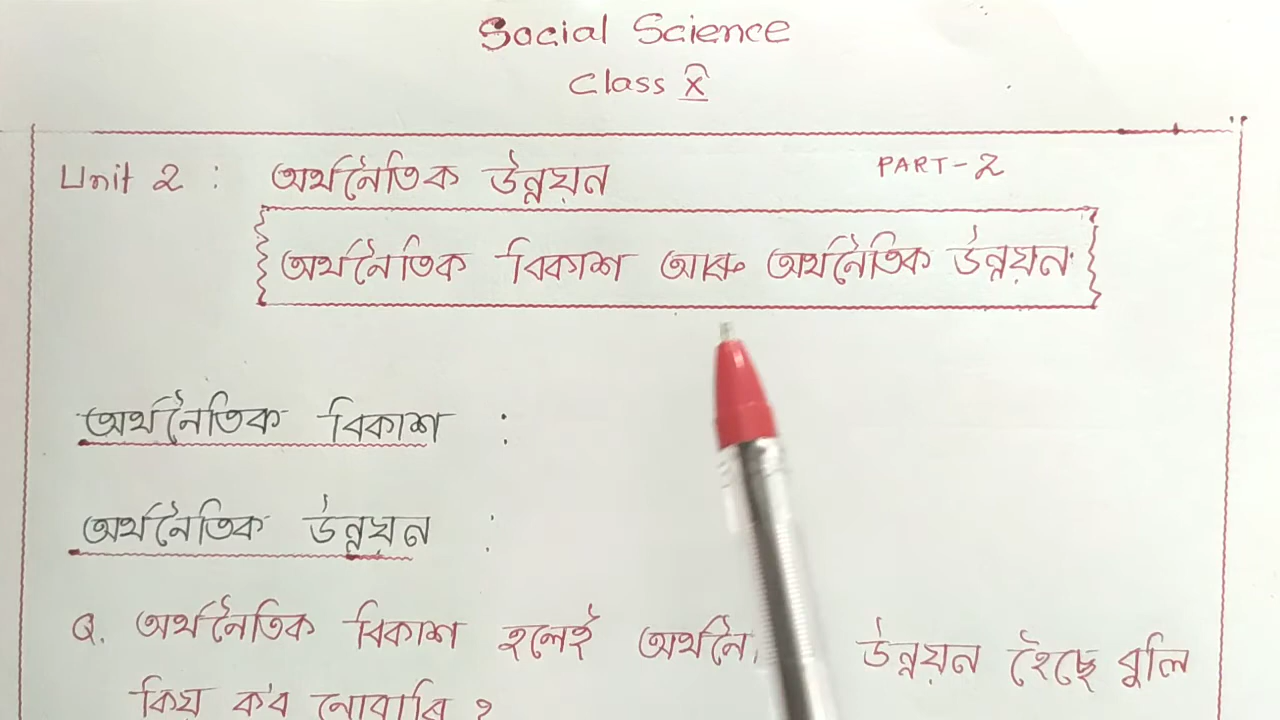 Social Science
Class X
Unit 2 : অর্থনৈতিক উন্নয়ন PART-2
অৰ্থনৈতিক বিকাশ আৰু অৰ্থনৈতিক উন্নয়ন
অৰ্থনৈতিক বিকাশ :
অৰ্থনৈতিক উন্নয়ন :
Q. অৰ্থনৈতিক বিকাশ হলেই উন্নয়ন হৈছে বুলি
কিয় ক'ব নোৱাৰি ?